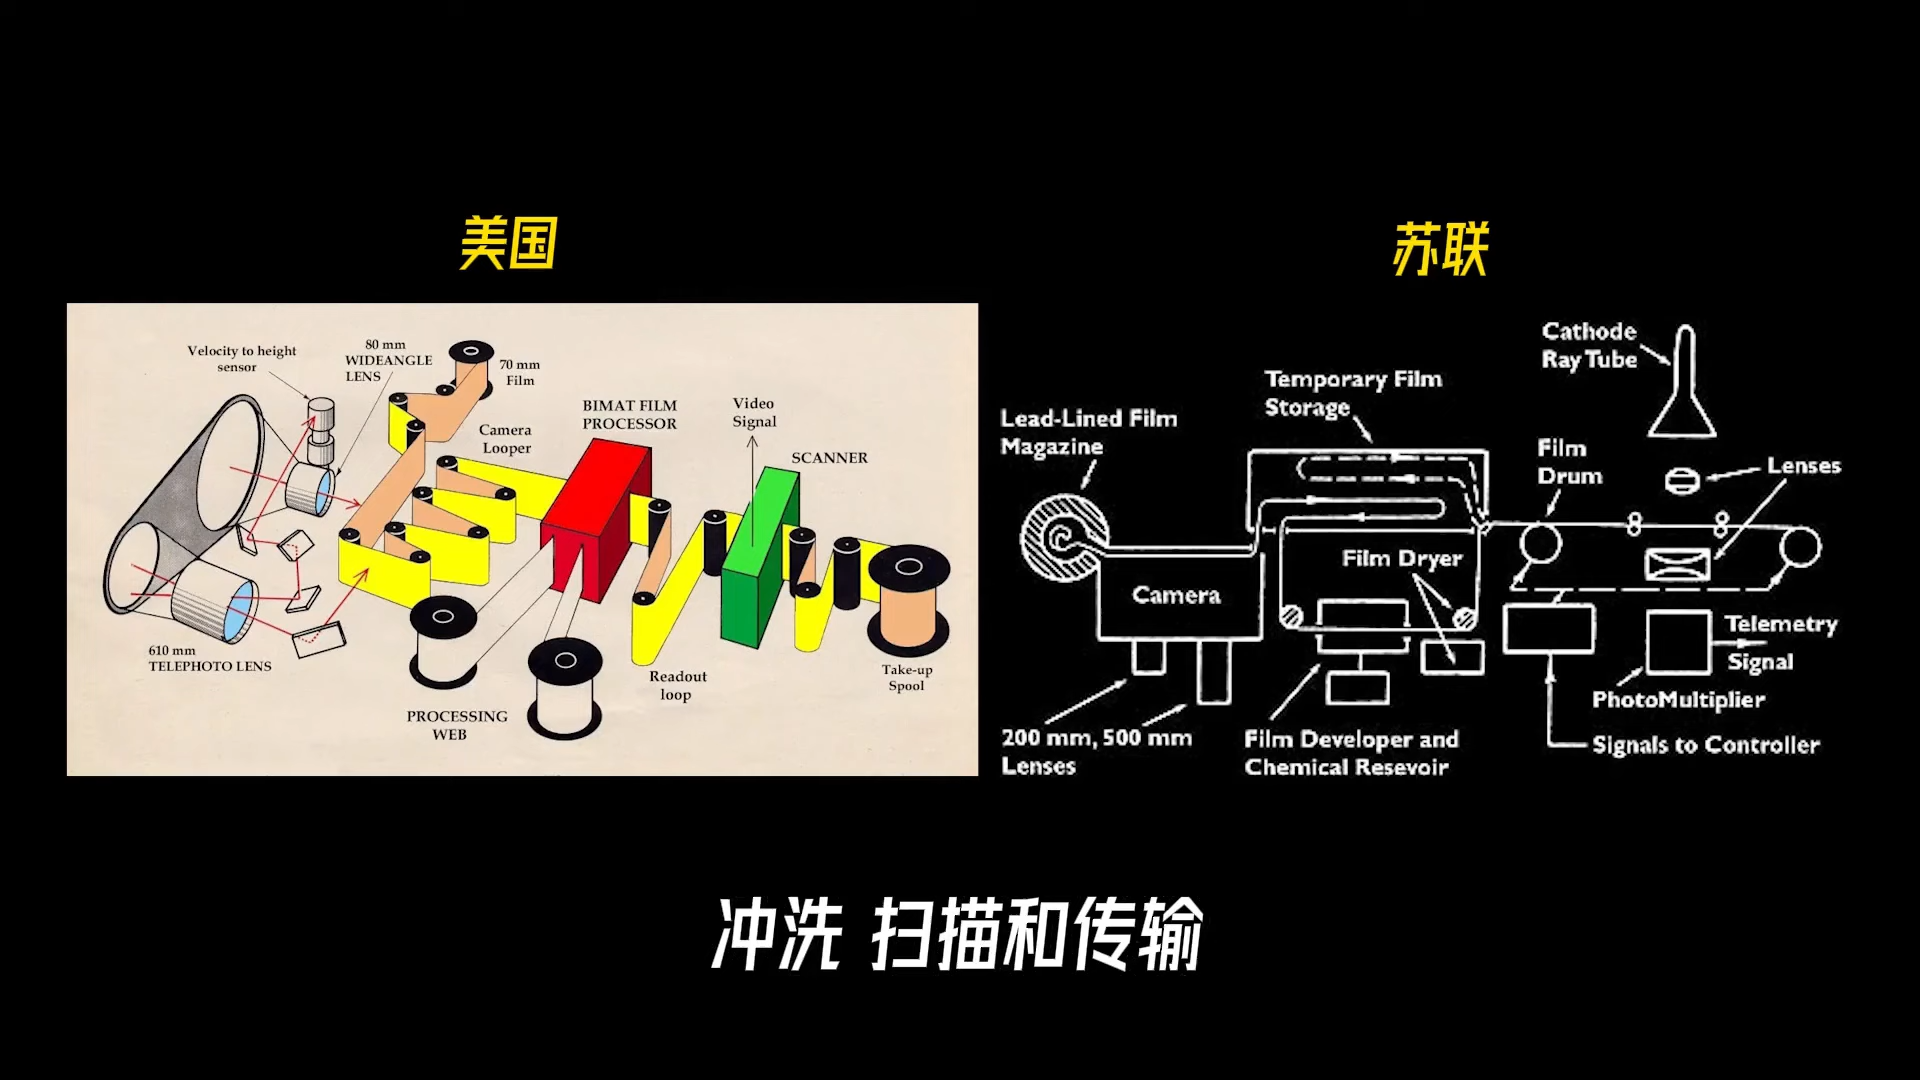 美国
苏联
Velocity to height
sensor
80 mm
WIDEANGLE
LENS
70 mm
Film
Camera
Looper
BIMAT FILM
PROCESSOR
Video
Signal
SCANNER
610 mm
TELEPHOTO LENS
PROCESSING
WEB
Readout
loop
Take-up
Spool
Cathode
Ray Tube
Temporary Film
Storage
Lead-Lined Film
Magazine
Film
Drum
Lenses
Film Dryer
Camera
Telemetry
Signal
PhotoMultiplier
200 mm, 500 mm
Lenses
Film Developer and
Chemical Resevoir
Signals to Controller
冲洗 扫描和传输